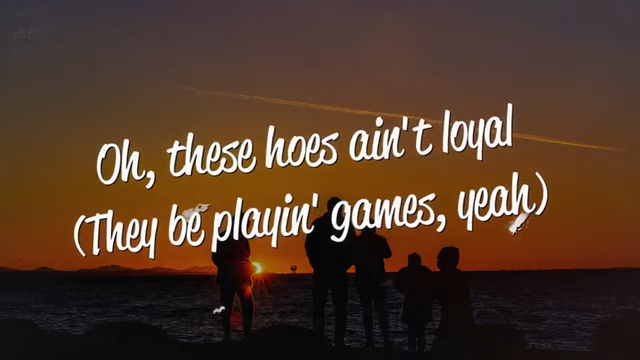 Oh, these hoes ain't loyal
(They be playin' games, yeah)